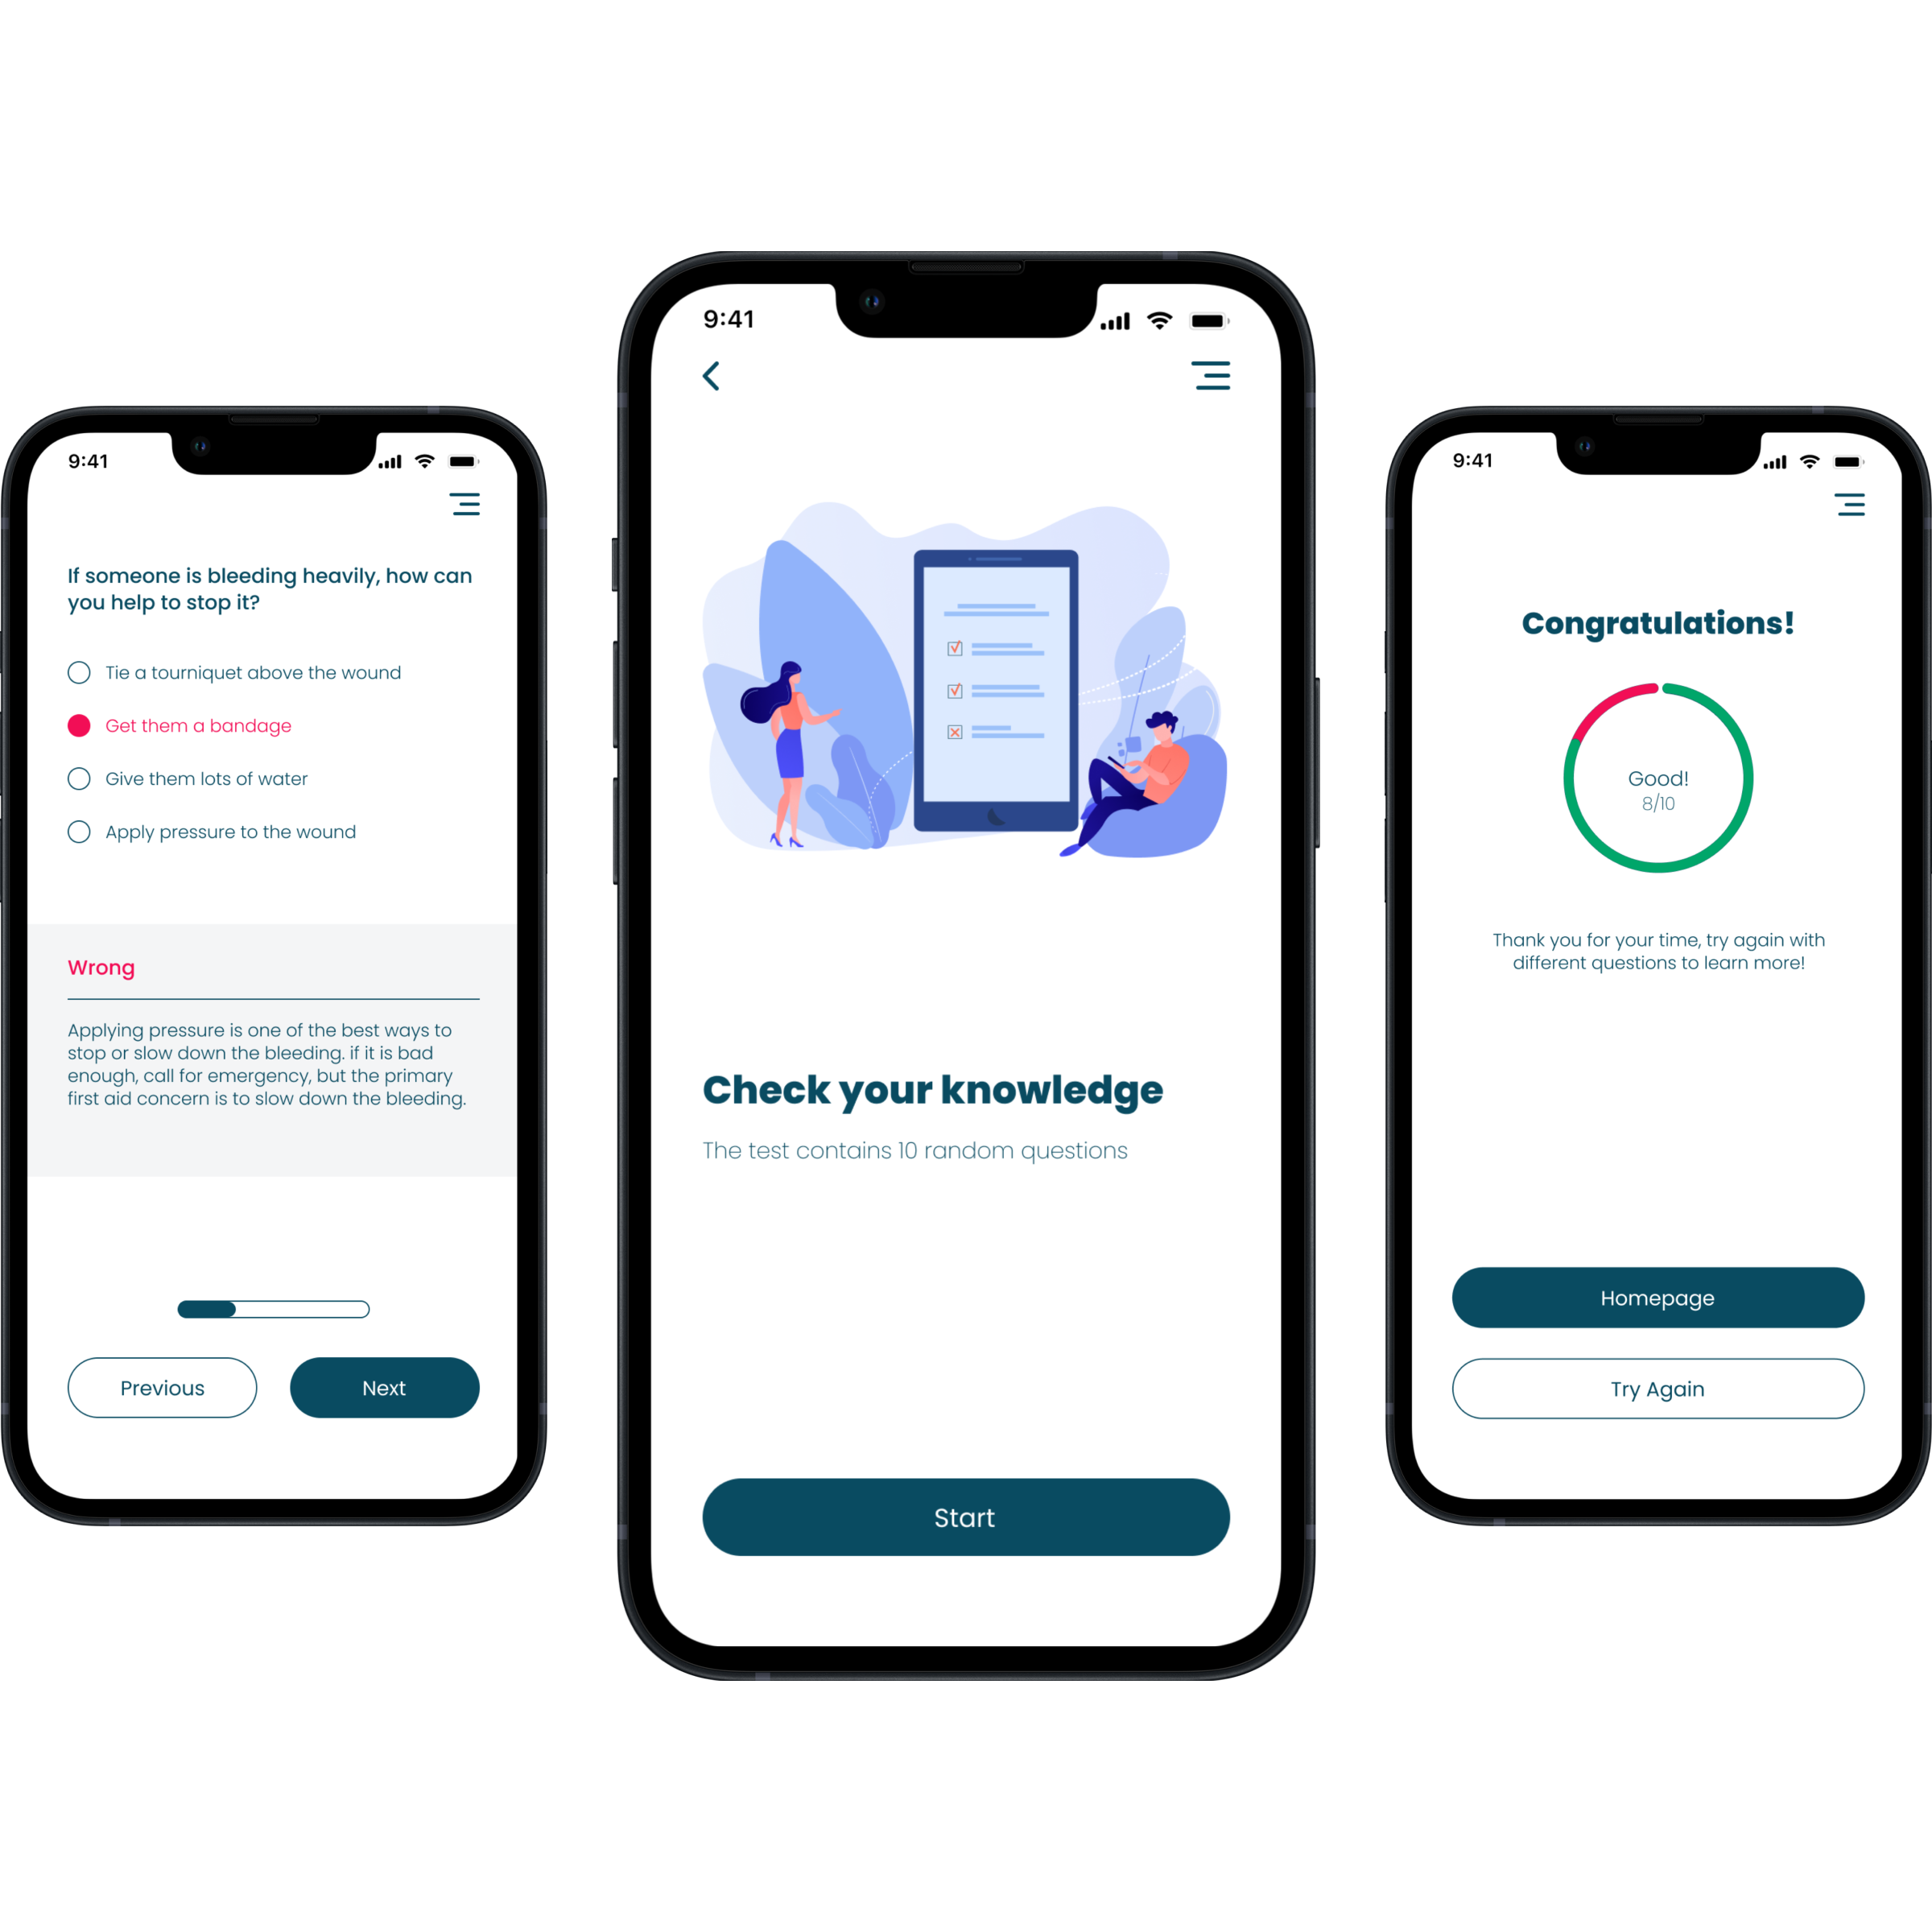 9:41
If someone is bleeding heavily, how can
you help to stop it?
Tie a tourniquet above the wound
Get them a bandage
Give them lots of water
Apply pressure to the wound
Wrong
Applying pressure is one of the best ways to
stop or slow down the bleeding. if it is bad
enough, call for emergency, but the primary
first aid concern is to slow down the bleeding.
Previous
Next
9:41
Check your knowledge
The test contains 10 random questions
Start
9:41
Congratulations!
Good!
8/10
Thank you for your time, try again with
different questions to learn more!
Homepage
Try Again